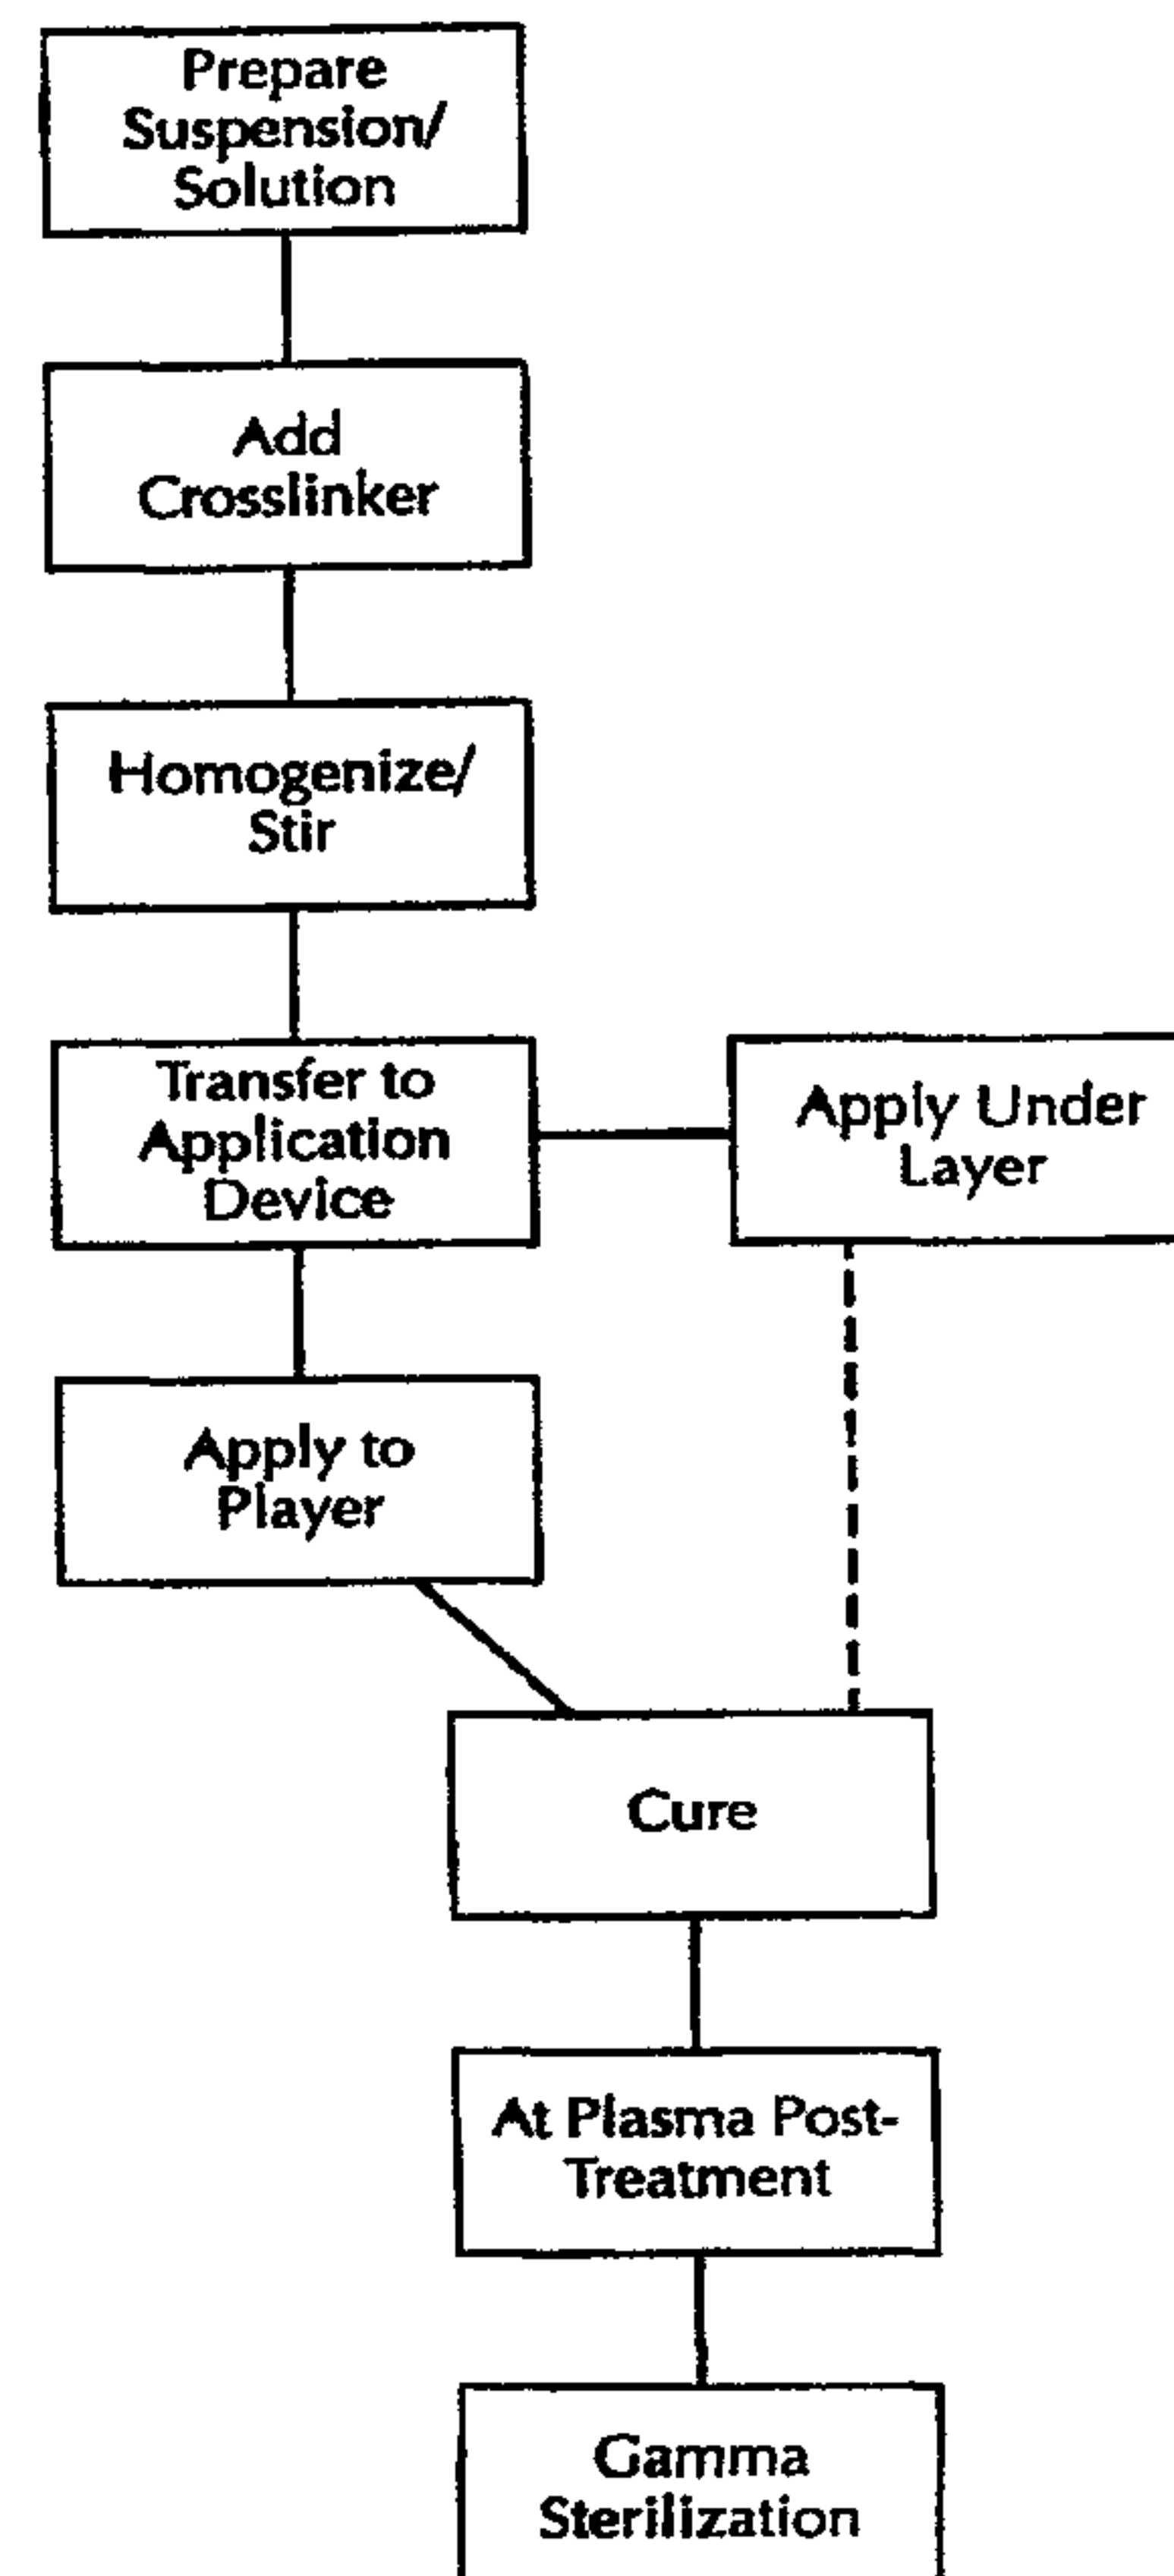 Prepare
Suspension/
Solution
Add
Crosslinker
Homogenize/
Stir
Transfer to
Application
Device
Apply Under
Layer
Apply to
Player
Cure
At Plasma Post-
Treatment
Gamma
Sterilization